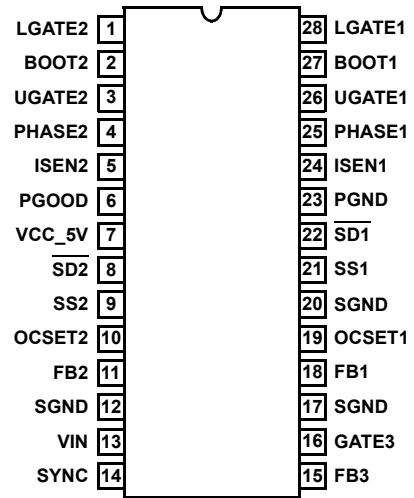 LGATE2 1 28 LGATE1
BOOT2 2 27 BOOT1
UGATE2 3 26 UGATE1
PHASE2 4 25 PHASE1
ISEN2 5 24 ISEN1
PGOOD 6 23 PGND
VCC_5V 7 22 SD1
SD2 8 21 SS1
SS2 9 20 SGND
OCSET2 10 19 OCSET1
FB2 11 18 FB1
SGND 12 17 SGND
VIN 13 16 GATE3
SYNC 14 15 FB3